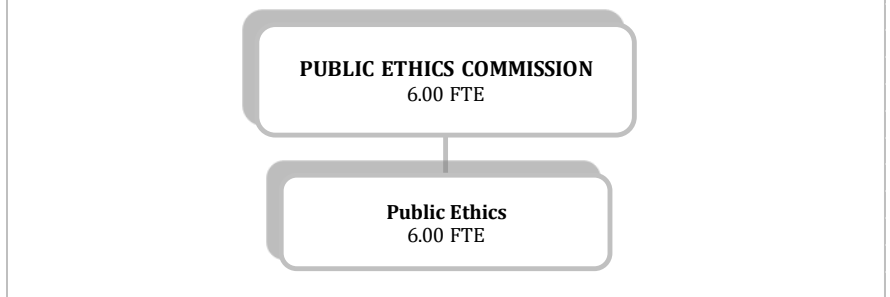 PUBLIC ETHICS COMMISSION
6.00 FTE
Public Ethics
6.00 FTE